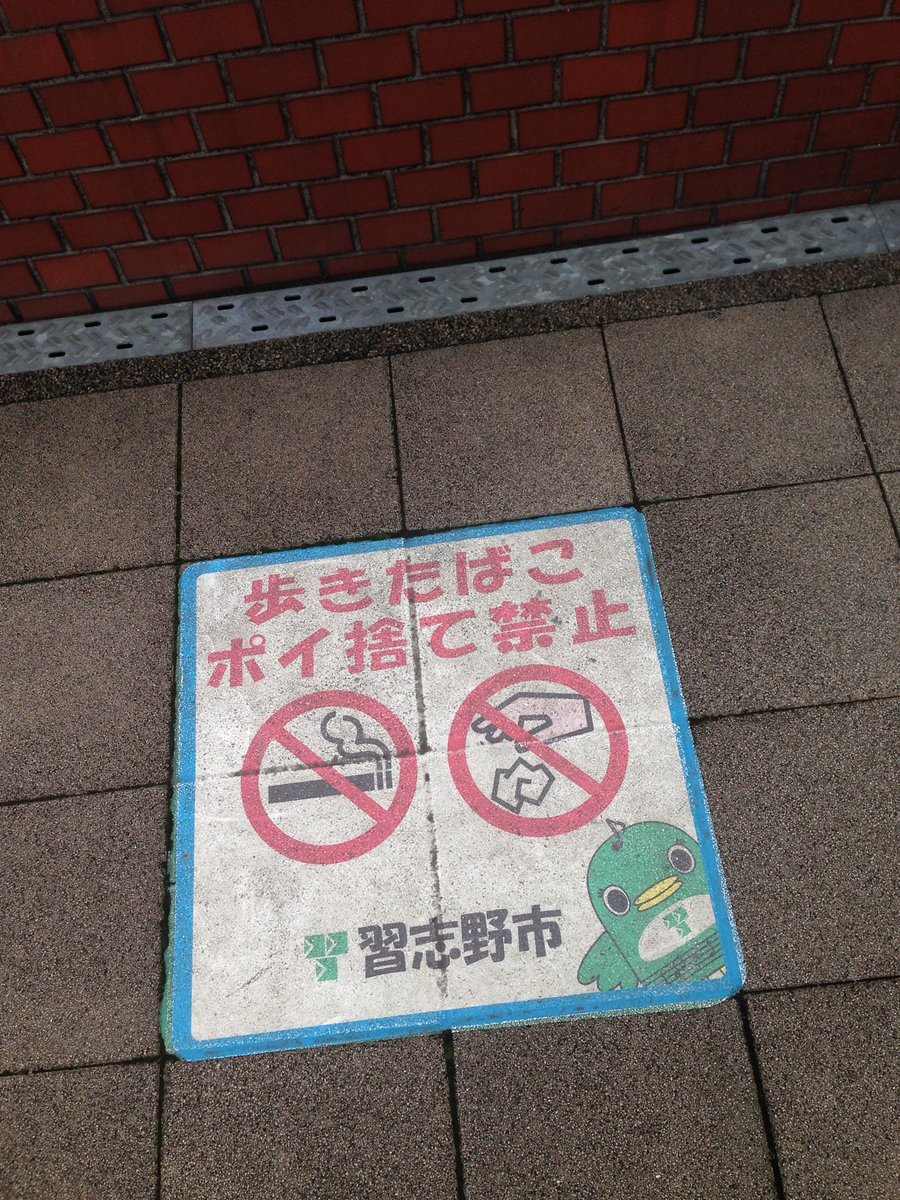 歩きたばこ
ポイ捨て禁止
習志野市